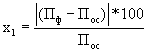 x₁ = |(Пф − Пос)| * 100 / Пос